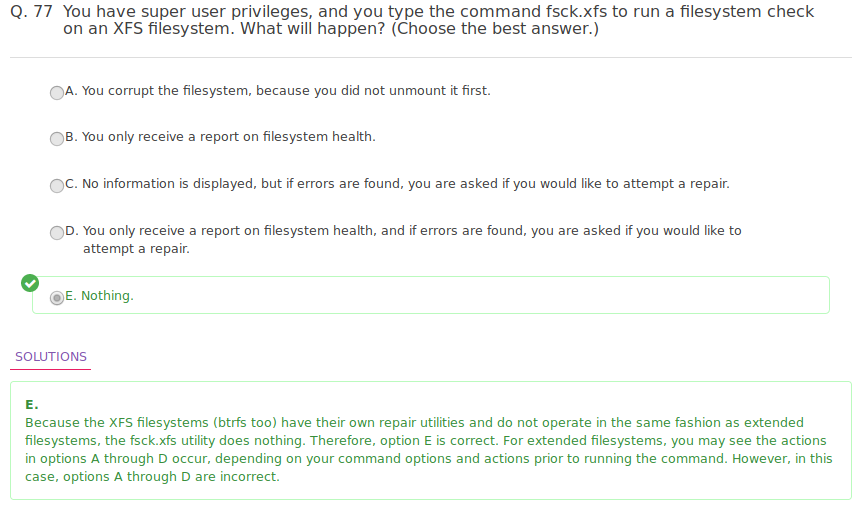 Q. 77 You have super user privileges, and you type the command fsck.xfs to run a filesystem check
on an XFS filesystem. What will happen? (Choose the best answer.)
A. You corrupt the filesystem, because you did not unmount it first.
B. You only receive a report on filesystem health.
C. No information is displayed, but if errors are found, you are asked if you would like to attempt a repair.
D. You only receive a report on filesystem health, and if errors are found, you are asked if you would like to
attempt a repair.
E. Nothing.
SOLUTIONS
E.
Because the XFS filesystems (btrfs too) have their own repair utilities and do not operate in the same fashion as extended
filesystems, the fsck.xfs utility does nothing. Therefore, option E is correct. For extended filesystems, you may see the actions
in options A through D occur, depending on your command options and actions prior to running the command. However, in this
case, options A through D are incorrect.